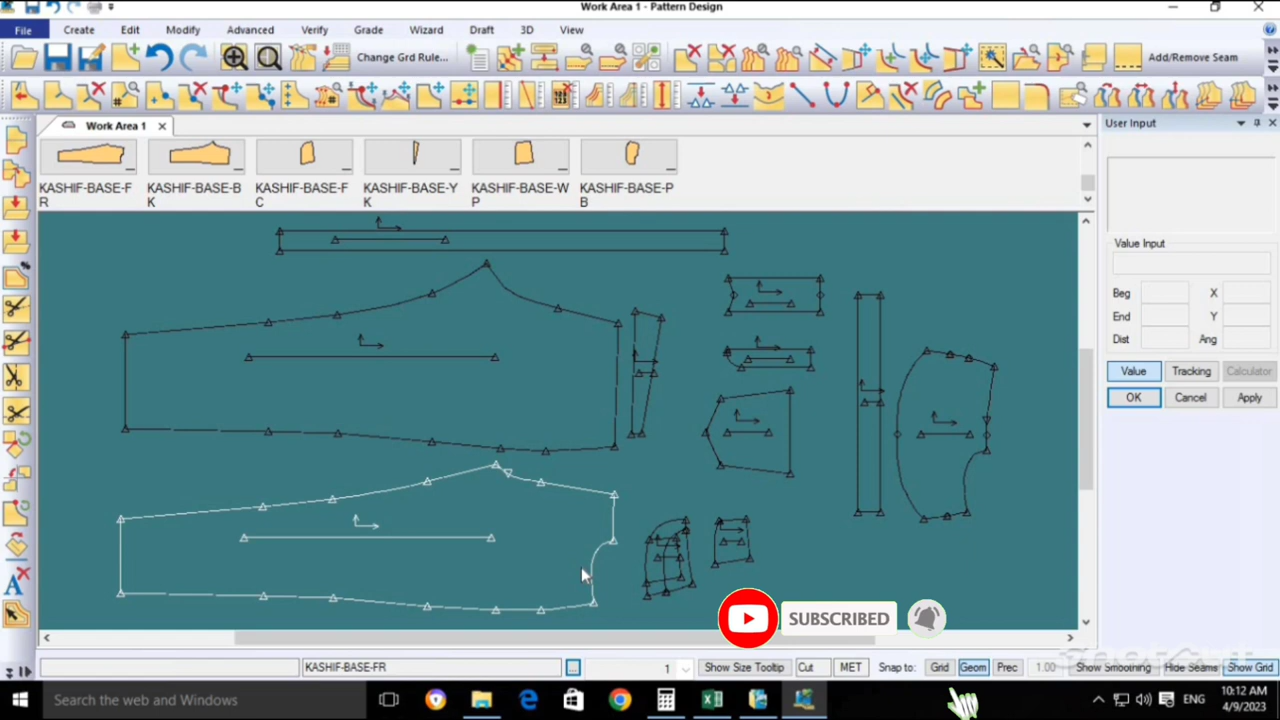 Work Area 1 - Pattern Design
File Create Edit Modify Advanced Verify Grade Wizard Draft 3D View
Change Grd Rule...
Add/Remove Seam
Work Area 1
User Input
KASHIF-BASE-F
R
KASHIF-BASE-B
K
KASHIF-BASE-F
C
KASHIF-BASE-Y
K
KASHIF-BASE-W
P
KASHIF-BASE-P
B
Value Input
Beg X
End Y
Dist Ang
Value Tracking Calculator
OK Cancel Apply
SUBSCRIBED
KASHIF-BASE-FR ... 1 Show Size Tooltip Cut MET Snap to: Grid Geom Prec 1.00 Show Smoothing Hide Seams Show Grid
Search the web and Windows
ENG
10:12 AM
4/9/2023